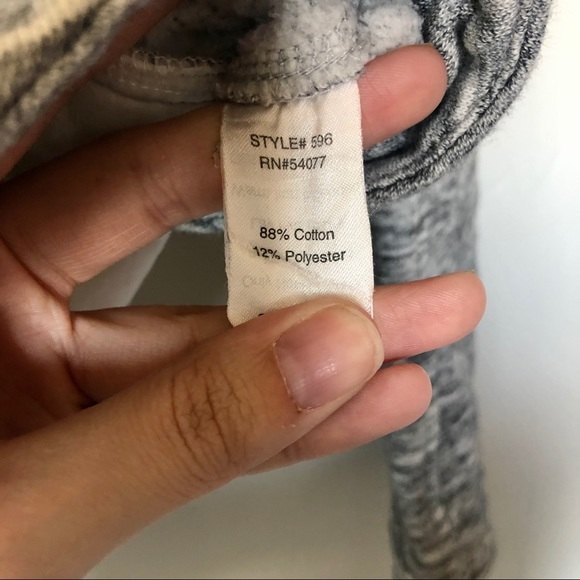 STYLE# 596
RN#54077
88% Cotton
12% Polyester